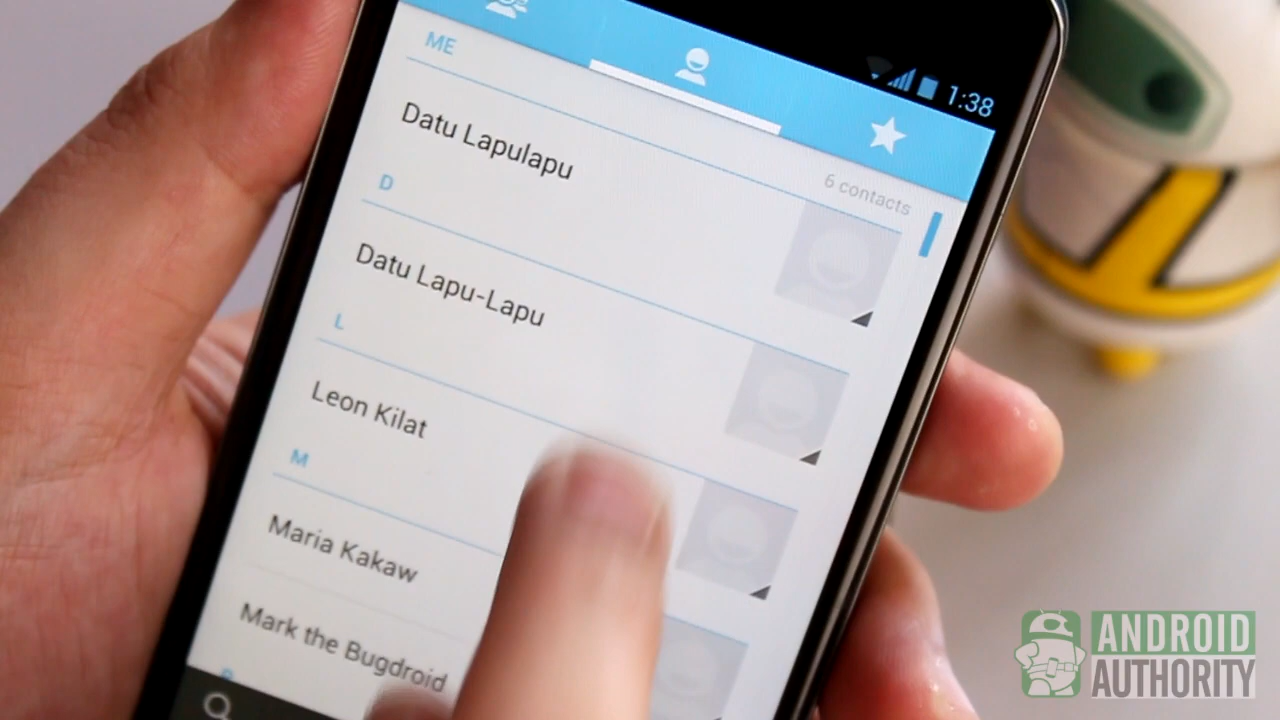 1:38
ME
6 contacts
Datu Lapulapu
D
Datu Lapu-Lapu
L
Leon Kilat
M
Maria Kakaw
Mark the Bugdroid
ANDROID
AUTHORITY